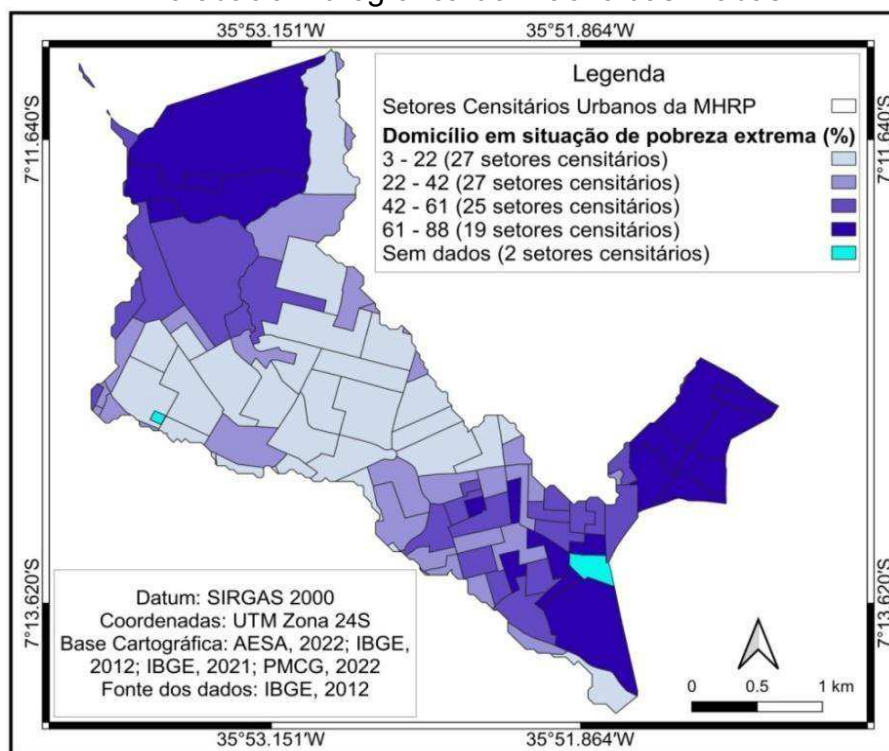 35°53.151'W 35°51.864'W
7°11.640'S
7°11.640'S
Legenda
Setores Censitários Urbanos da MHRP
Domicílio em situação de pobreza extrema (%)
3 - 22 (27 setores censitários)
22 - 42 (27 setores censitários)
42 - 61 (25 setores censitários)
61 - 88 (19 setores censitários)
Sem dados (2 setores censitários)
7°13.620'S
7°13.620'S
Datum: SIRGAS 2000
Coordenadas: UTM Zona 24S
Base Cartográfica: AESA, 2022; IBGE,
2012; IBGE, 2021; PMCG, 2022
Fonte dos dados: IBGE, 2012
0 0.5 1 km
35°53.151'W 35°51.864'W